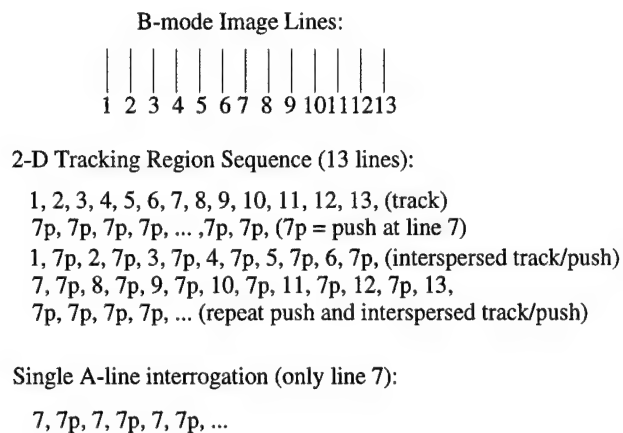 B-mode Image Lines:
1 2 3 4 5 6 7 8 9 10 11 12 13
2-D Tracking Region Sequence (13 lines):
1, 2, 3, 4, 5, 6, 7, 8, 9, 10, 11, 12, 13, (track)
7p, 7p, 7p, 7p, ... ,7p, 7p, (7p = push at line 7)
1, 7p, 2, 7p, 3, 7p, 4, 7p, 5, 7p, 6, 7p, (interspersed track/push)
7, 7p, 8, 7p, 9, 7p, 10, 7p, 11, 7p, 12, 7p, 13,
7p, 7p, 7p, 7p, ... (repeat push and interspersed track/push)
Single A-line interrogation (only line 7):
7, 7p, 7, 7p, 7, 7p, ...